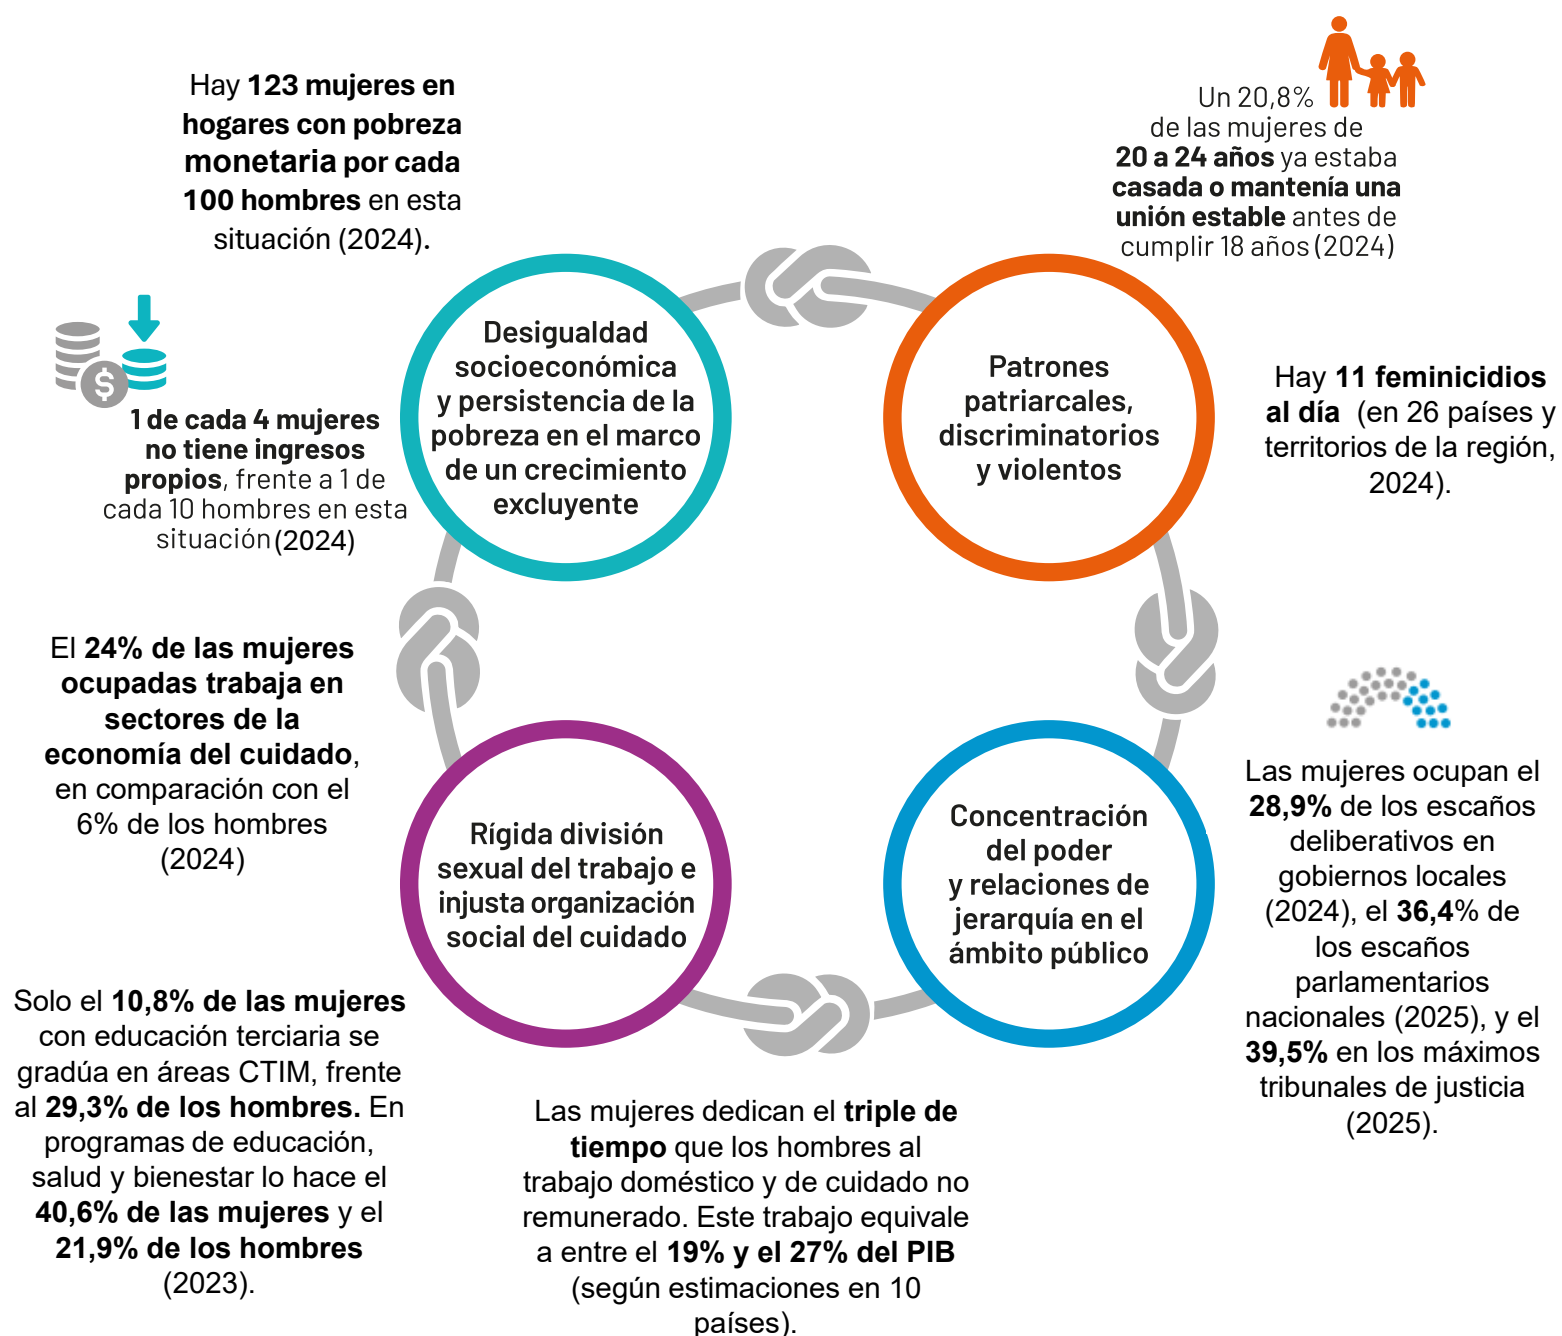 Hay 123 mujeres en
hogares con pobreza
monetaria por cada
100 hombres en esta
situación (2024).
Un 20,8%
de las mujeres de
20 a 24 años ya estaba
casada o mantenía una
unión estable antes de
cumplir 18 años (2024)
$
1 de cada 4 mujeres
no tiene ingresos
propios, frente a 1 de
cada 10 hombres en esta
situación (2024)
Desigualdad
socioeconómica
y persistencia de la
pobreza en el marco
de un crecimiento
excluyente
Patrones
patriarcales,
discriminatorios
y violentos
Hay 11 feminicidios
al día (en 26 países y
territorios de la región,
2024).
El 24% de las mujeres
ocupadas trabaja en
sectores de la
economía del cuidado,
en comparación con el
6% de los hombres
(2024)
Rígida división
sexual del trabajo e
injusta organización
social del cuidado
Concentración
del poder
y relaciones de
jerarquía en el
ámbito público
Las mujeres ocupan el
28,9% de los escaños
deliberativos en
gobiernos locales
(2024), el 36,4% de
los escaños
parlamentarios
nacionales (2025), y el
39,5% en los máximos
tribunales de justicia
(2025).
Solo el 10,8% de las mujeres
con educación terciaria se
gradúa en áreas CTIM, frente
al 29,3% de los hombres. En
programas de educación,
salud y bienestar lo hace el
40,6% de las mujeres y el
21,9% de los hombres
(2023).
Las mujeres dedican el triple de
tiempo que los hombres al
trabajo doméstico y de cuidado no
remunerado. Este trabajo equivale
a entre el 19% y el 27% del PIB
(según estimaciones en 10
países).